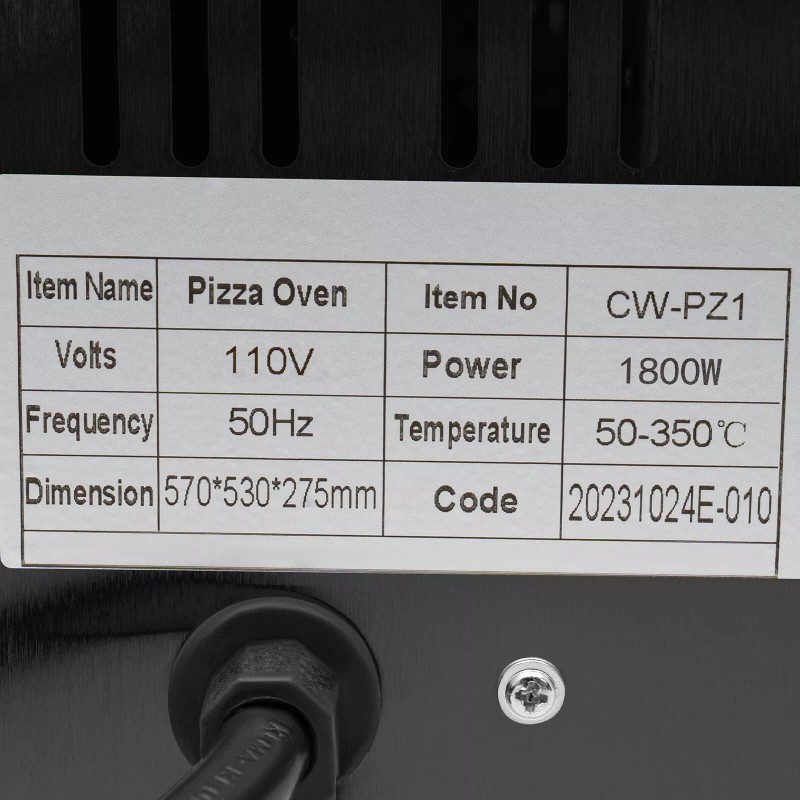 Item Name Pizza Oven Item No CW-PZ1
Volts 110V Power 1800W
Frequency 50Hz Temperature 50-350℃
Dimension 570*530*275mm Code 20231024E-010